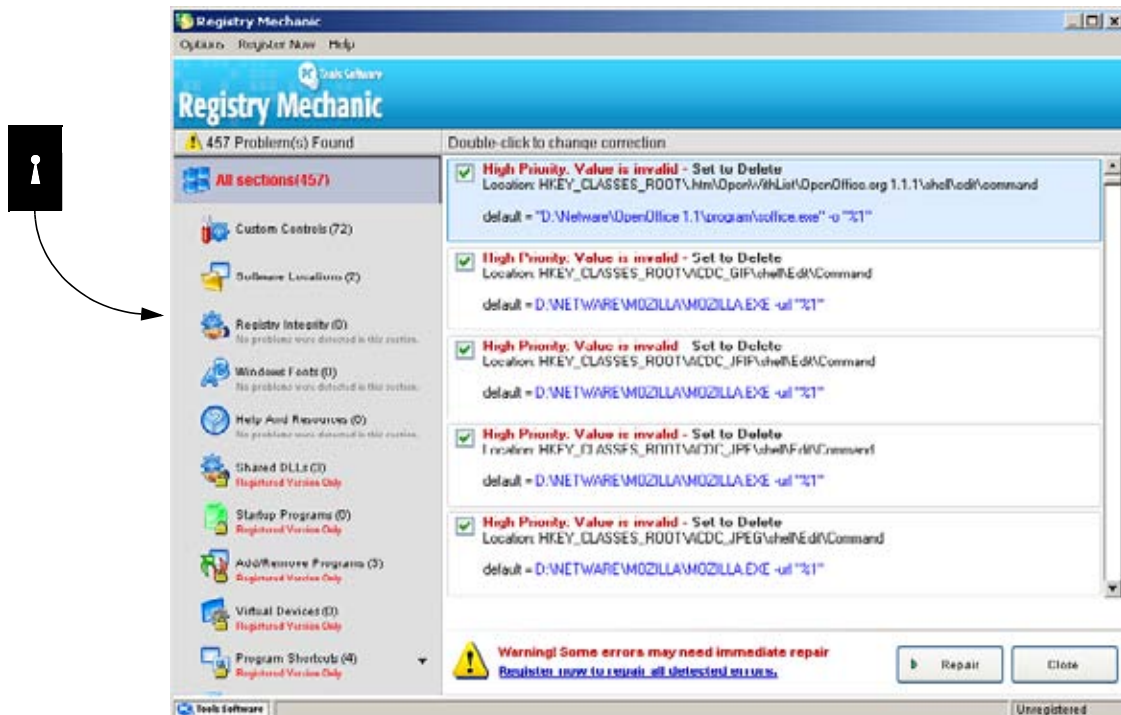 Registry Mechanic
Options Register Now Help
PC Tools Software
Registry Mechanic
457 Problem(s) Found
Double-click to change correction
All sections(457)
Custom Controls (72)
Software Locations (2)
Registry Integrity (0)
No problems were detected in this section.
Windows Fonts (0)
No problems were detected in this section.
Help And Resources (0)
No problems were detected in this section.
Shared DLLs (3)
Registered Version Only
Startup Programs (0)
Registered Version Only
Add/Remove Programs (3)
Registered Version Only
Virtual Devices (0)
Registered Version Only
Program Shortcuts (4)
Registered Version Only
High Priority. Value is invalid - Set to Delete
Location: HKEY_CLASSES_ROOT\.htm\OpenWithList\OpenOffice.org 1.1.1\shell\edit\command
default = "D:\Netware\OpenOffice 1.1\program\soffice.exe" -o "%1"
High Priority. Value is invalid - Set to Delete
Location: HKEY_CLASSES_ROOT\ACDC_GIF\shell\Edit\Command
default = D:\NETWARE\MOZILLA\MOZILLA.EXE -url "%1"
High Priority. Value is invalid - Set to Delete
Location: HKEY_CLASSES_ROOT\ACDC_JFIF\shell\Edit\Command
default = D:\NETWARE\MOZILLA\MOZILLA.EXE -url "%1"
High Priority. Value is invalid - Set to Delete
Location: HKEY_CLASSES_ROOT\ACDC_JPE\shell\Edit\Command
default = D:\NETWARE\MOZILLA\MOZILLA.EXE -url "%1"
High Priority. Value is invalid - Set to Delete
Location: HKEY_CLASSES_ROOT\ACDC_JPEG\shell\Edit\Command
default = D:\NETWARE\MOZILLA\MOZILLA.EXE -url "%1"
Warning! Some errors may need immediate repair
Register now to repair all detected errors.
Repair
Close
Tools Software
Unregistered